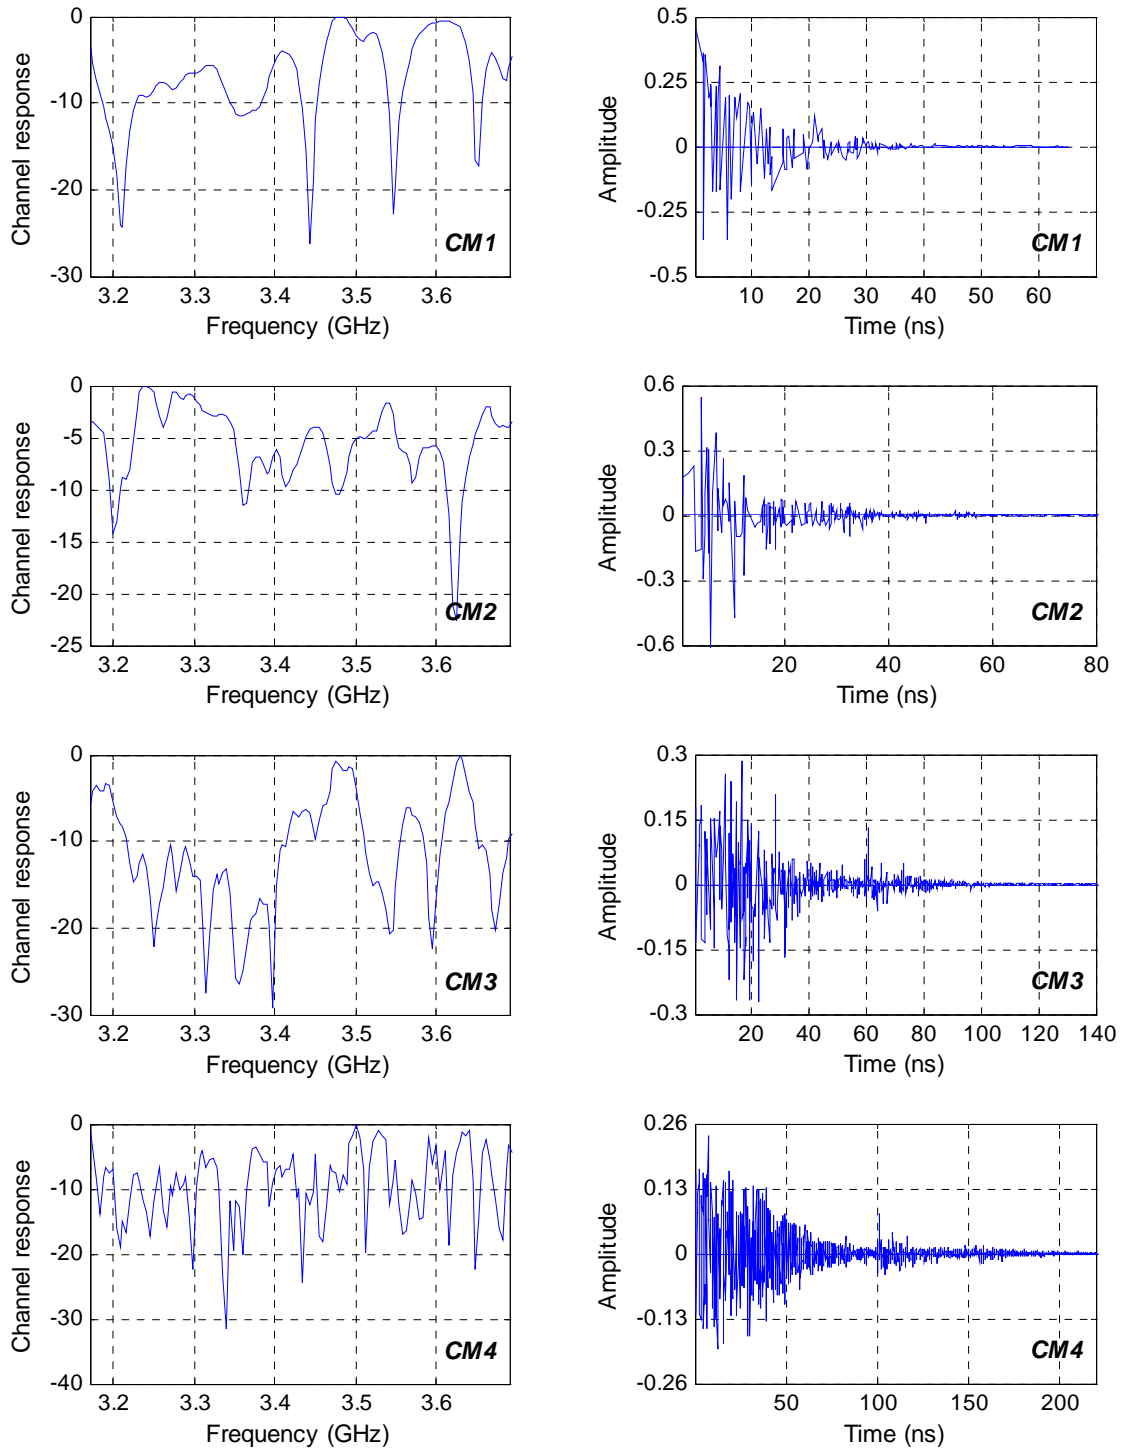 0
-10
-20
-30
Channel response
3.2 3.3 3.4 3.5 3.6
Frequency (GHz)
CM1
0.5
0.25
0
-0.25
-0.5
Amplitude
10 20 30 40 50 60
Time (ns)
CM1
0
-5
-10
-15
-20
-25
Channel response
3.2 3.3 3.4 3.5 3.6
Frequency (GHz)
CM2
0.6
0.3
0
-0.3
-0.6
Amplitude
20 40 60 80
Time (ns)
CM2
0
-10
-20
-30
Channel response
3.2 3.3 3.4 3.5 3.6
Frequency (GHz)
CM3
0.3
0.15
0
-0.15
-0.3
Amplitude
20 40 60 80 100 120 140
Time (ns)
CM3
0
-10
-20
-30
-40
Channel response
3.2 3.3 3.4 3.5 3.6
Frequency (GHz)
CM4
0.26
0.13
0
-0.13
-0.26
Amplitude
50 100 150 200
Time (ns)
CM4